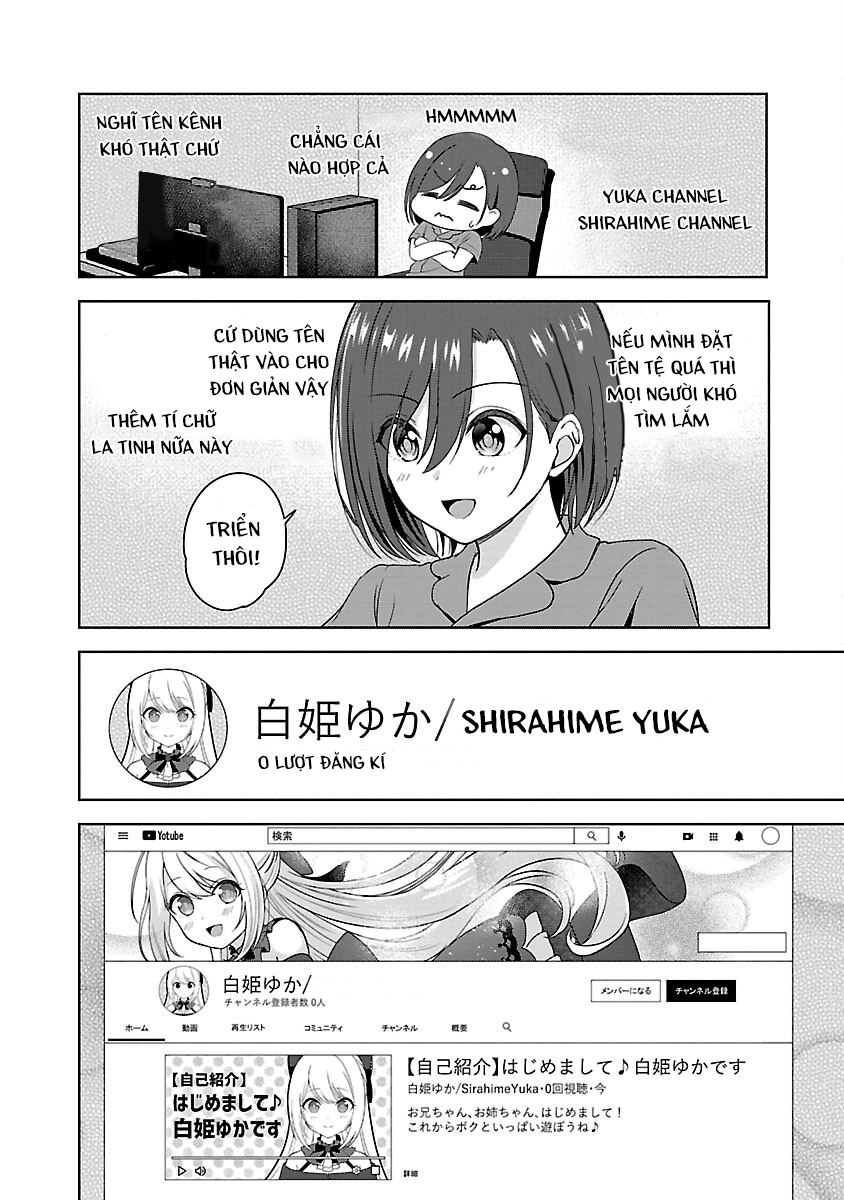 YUKA CHANNEL
SHIRAHIME CHANNEL
HMMMMM
CHẲNG CÁI
NÀO HỢP CẢ
NGHĨ TÊN KÊNH
KHÓ THẬT CHỨ
NẾU MÌNH ĐẶT
TÊN TỆ QUÁ THÌ
MỌI NGƯỜI KHÓ
TÌM LẮM
CỨ DÙNG TÊN
THẬT VÀO CHO
ĐƠN GIẢN VẬY
THÊM TÍ CHỮ
LA TINH NỮA NÀY
TRIỂN
THÔI!
白姫ゆか/ SHIRAHIME YUKA
0 LƯỢT ĐĂNG KÍ
Yotube
検索
白姫ゆか/
チャンネル登録者数 0人
メンバーになる
チャンネル登録
ホーム 動画 再生リスト コミュニティ チャンネル 概要
【自己紹介】
はじめまして♪
白姫ゆかです
【自己紹介】はじめまして♪白姫ゆかです
白姫ゆか/SirahimeYuka・0回視聴・今
お兄ちゃん、お姉ちゃん、はじめまして！
これからボクといっぱい遊ぼうね♪
詳細